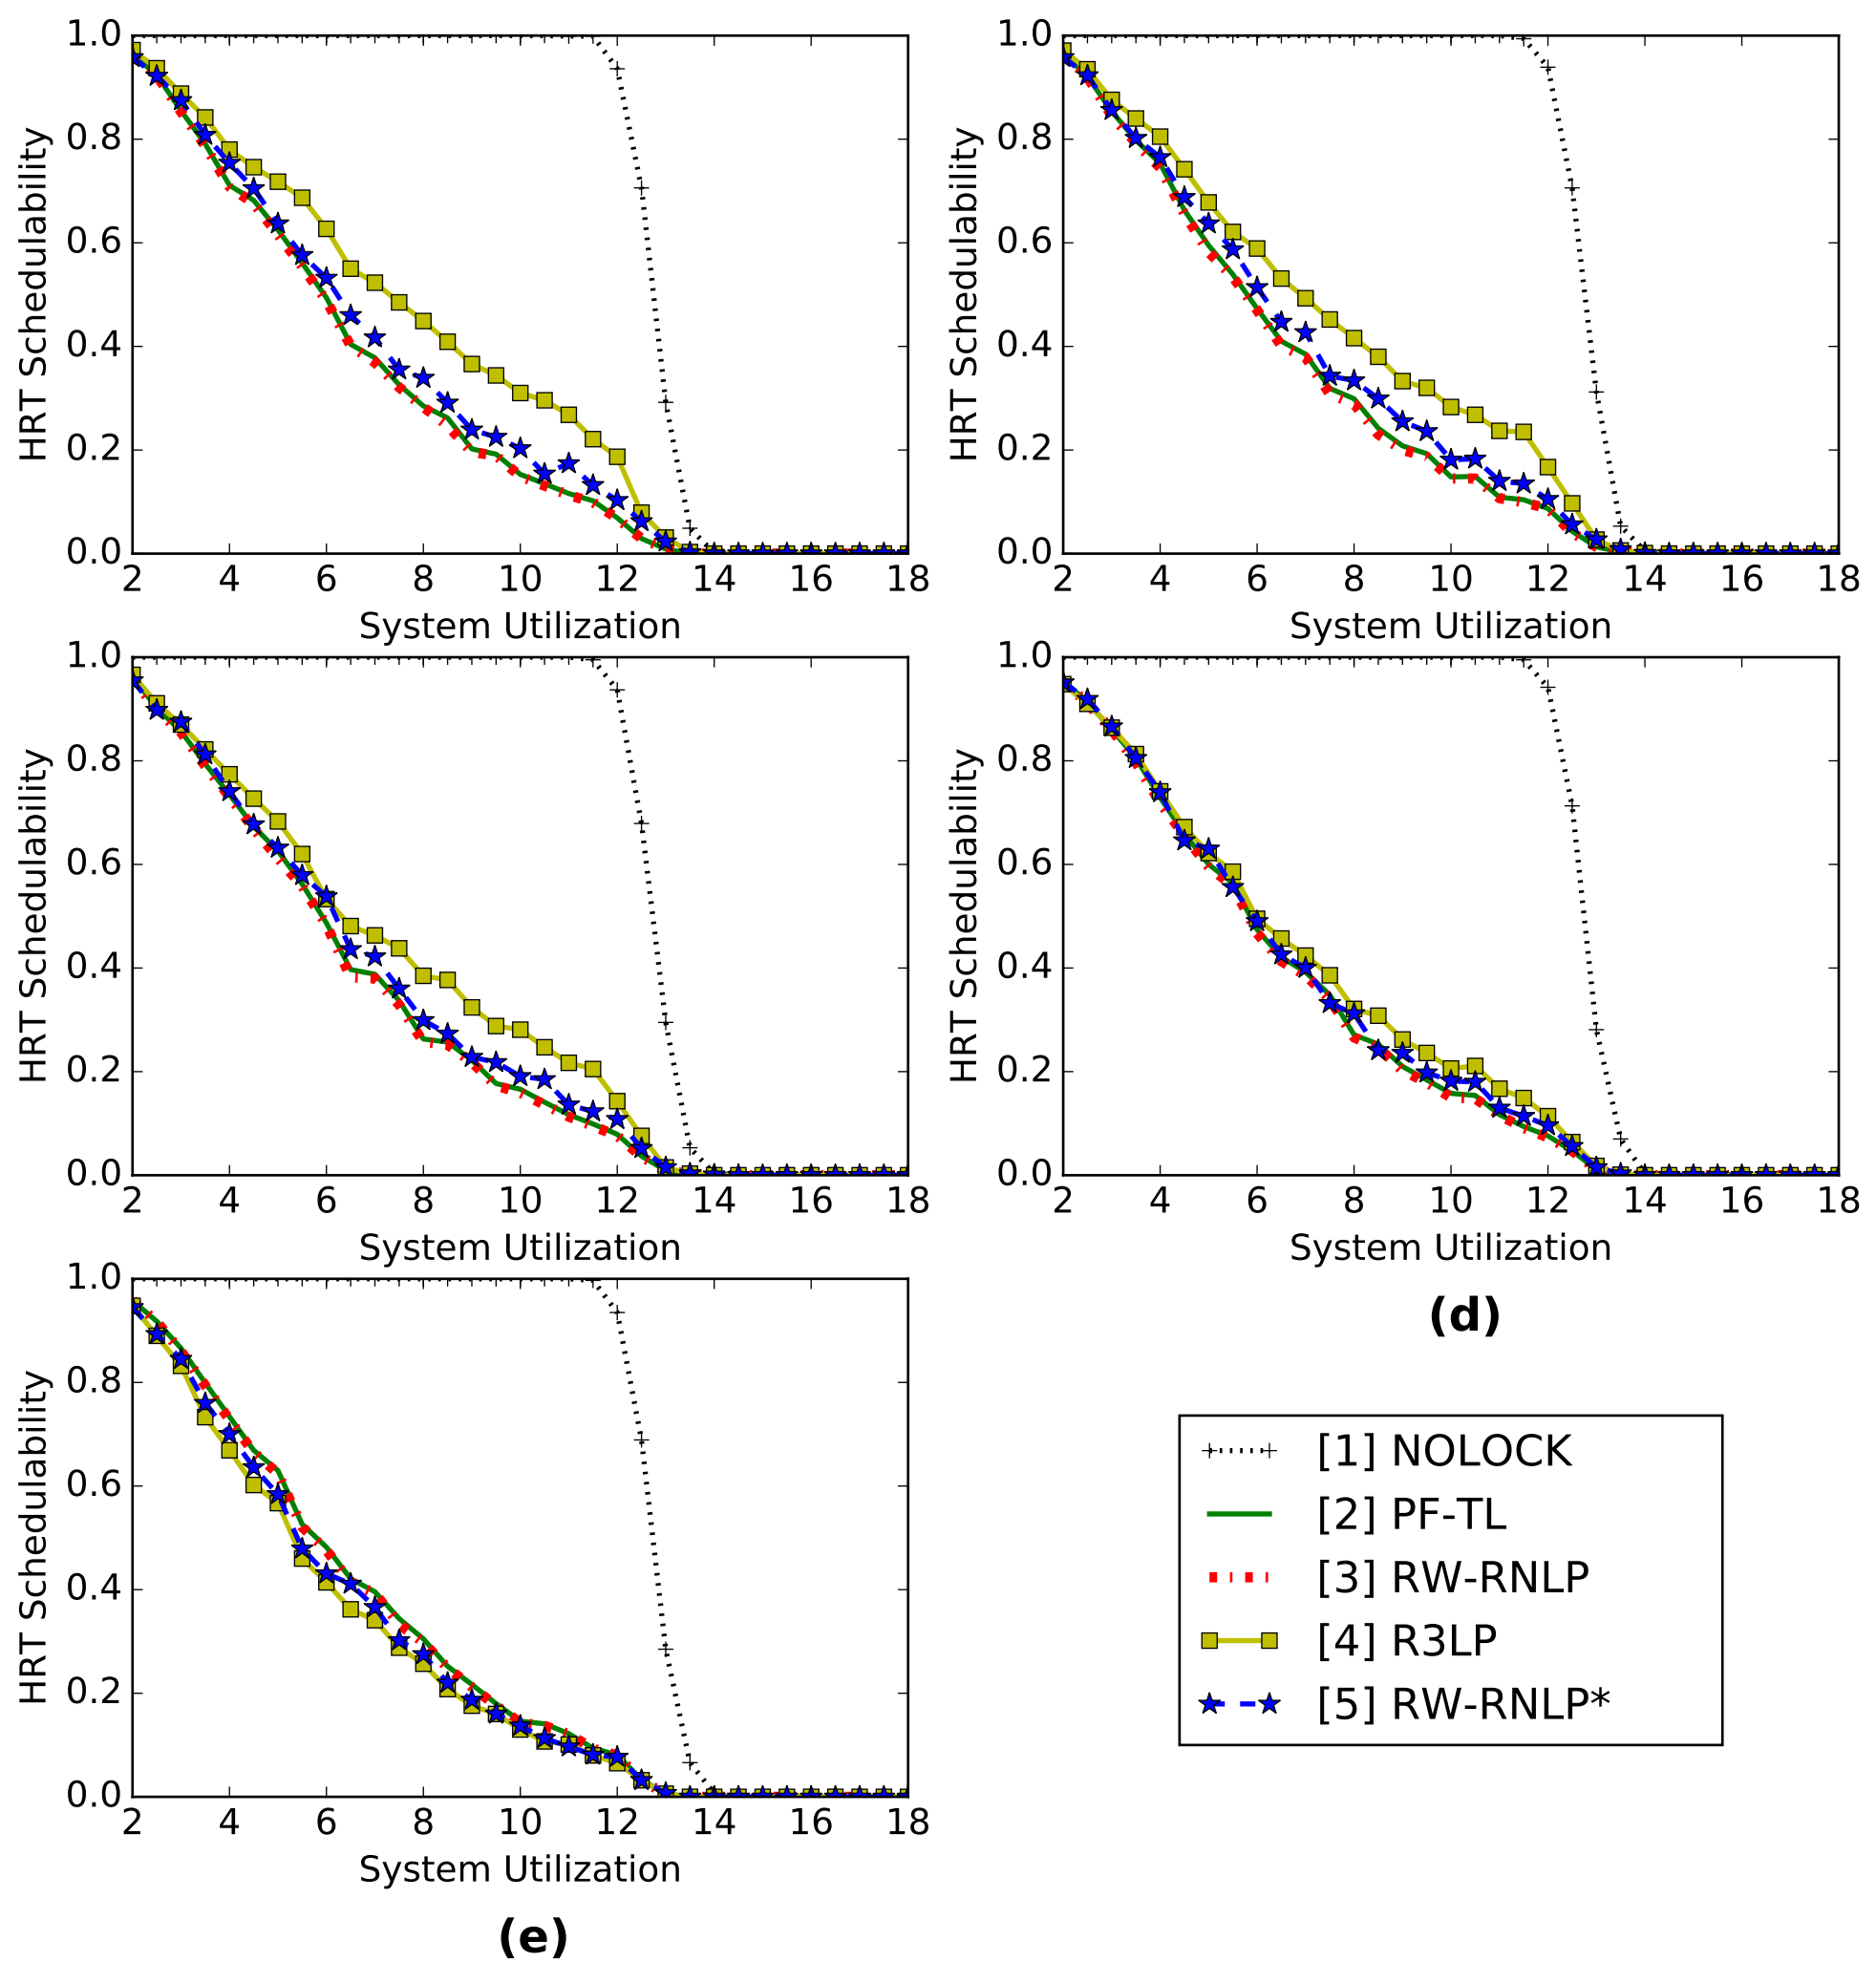 1.0
0.8
0.6
0.4
0.2
0.0
HRT Schedulability
2 4 6 8 10 12 14 16 18
System Utilization
1.0
0.8
0.6
0.4
0.2
0.0
HRT Schedulability
2 4 6 8 10 12 14 16 18
System Utilization
1.0
0.8
0.6
0.4
0.2
0.0
HRT Schedulability
2 4 6 8 10 12 14 16 18
System Utilization
1.0
0.8
0.6
0.4
0.2
0.0
HRT Schedulability
2 4 6 8 10 12 14 16 18
System Utilization
(d)
1.0
0.8
0.6
0.4
0.2
0.0
HRT Schedulability
2 4 6 8 10 12 14 16 18
System Utilization
(e)
[1] NOLOCK
[2] PF-TL
[3] RW-RNLP
[4] R3LP
[5] RW-RNLP*